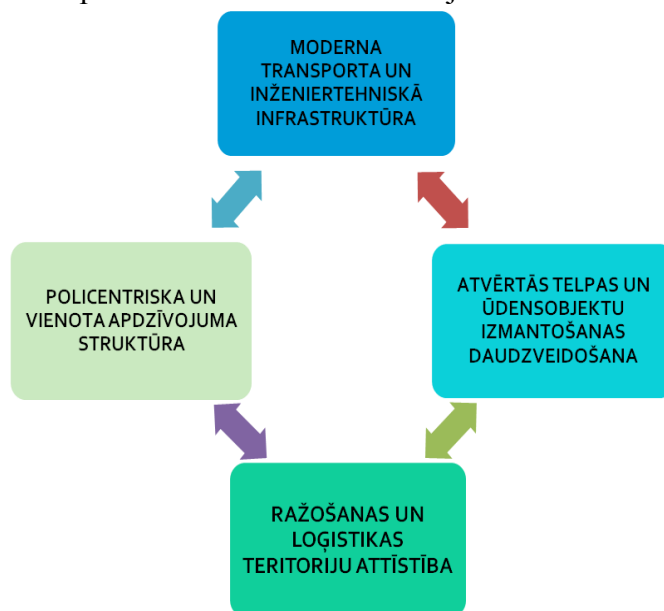 MODERNA
TRANSPORTA UN
INŽENIERTEHNISKĀ
INFRASTRUKTŪRA
POLICENTRISKA UN
VIENOTA APDZĪVOJUMA
STRUKTŪRA
ATVĒRTĀS TELPAS UN
ŪDENSOBJEKTU
IZMANTOŠANAS
DAUDZVEIDOŠANA
RAŽOŠANAS UN
LOĢISTIKAS
TERITORIJU ATTĪSTĪBA